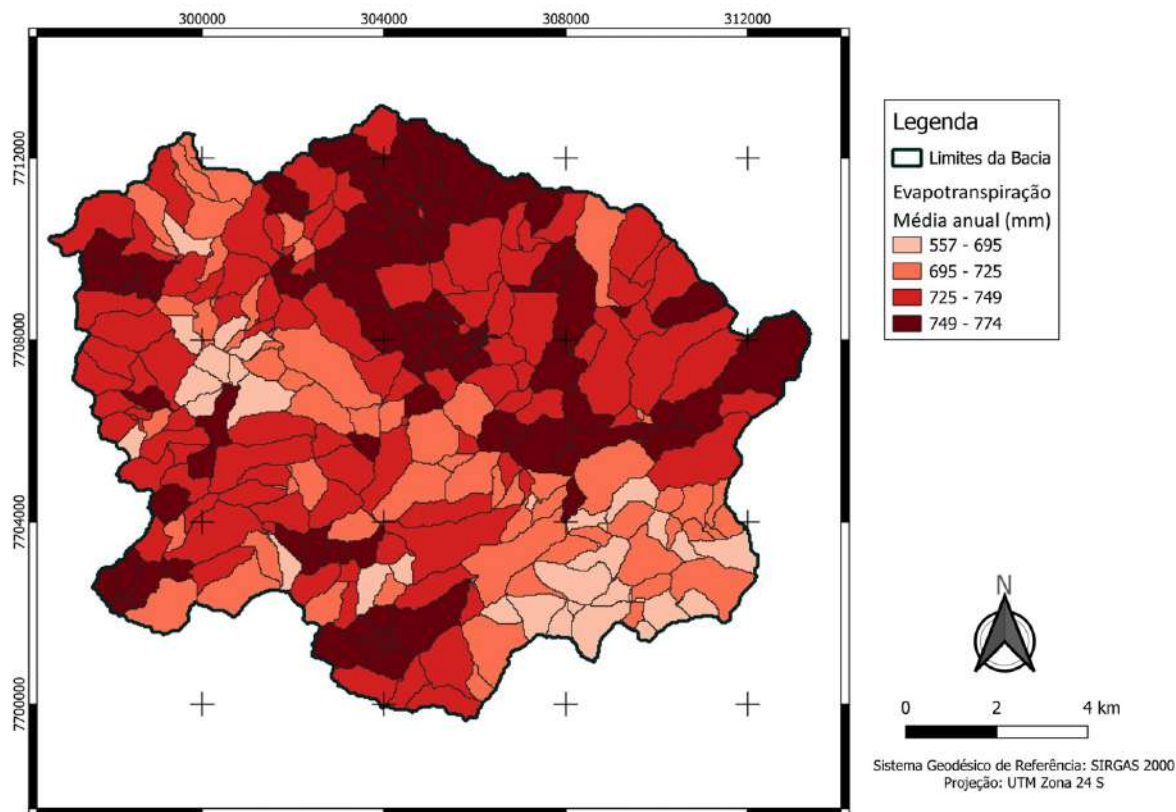 300000 304000 308000 312000
7712000
7708000
7704000
7700000
Legenda
Limites da Bacia
Evapotranspiração
Média anual (mm)
557 - 695
695 - 725
725 - 749
749 - 774
N
0 2 4 km
Sistema Geodésico de Referência: SIRGAS 2000
Projeção: UTM Zona 24 S